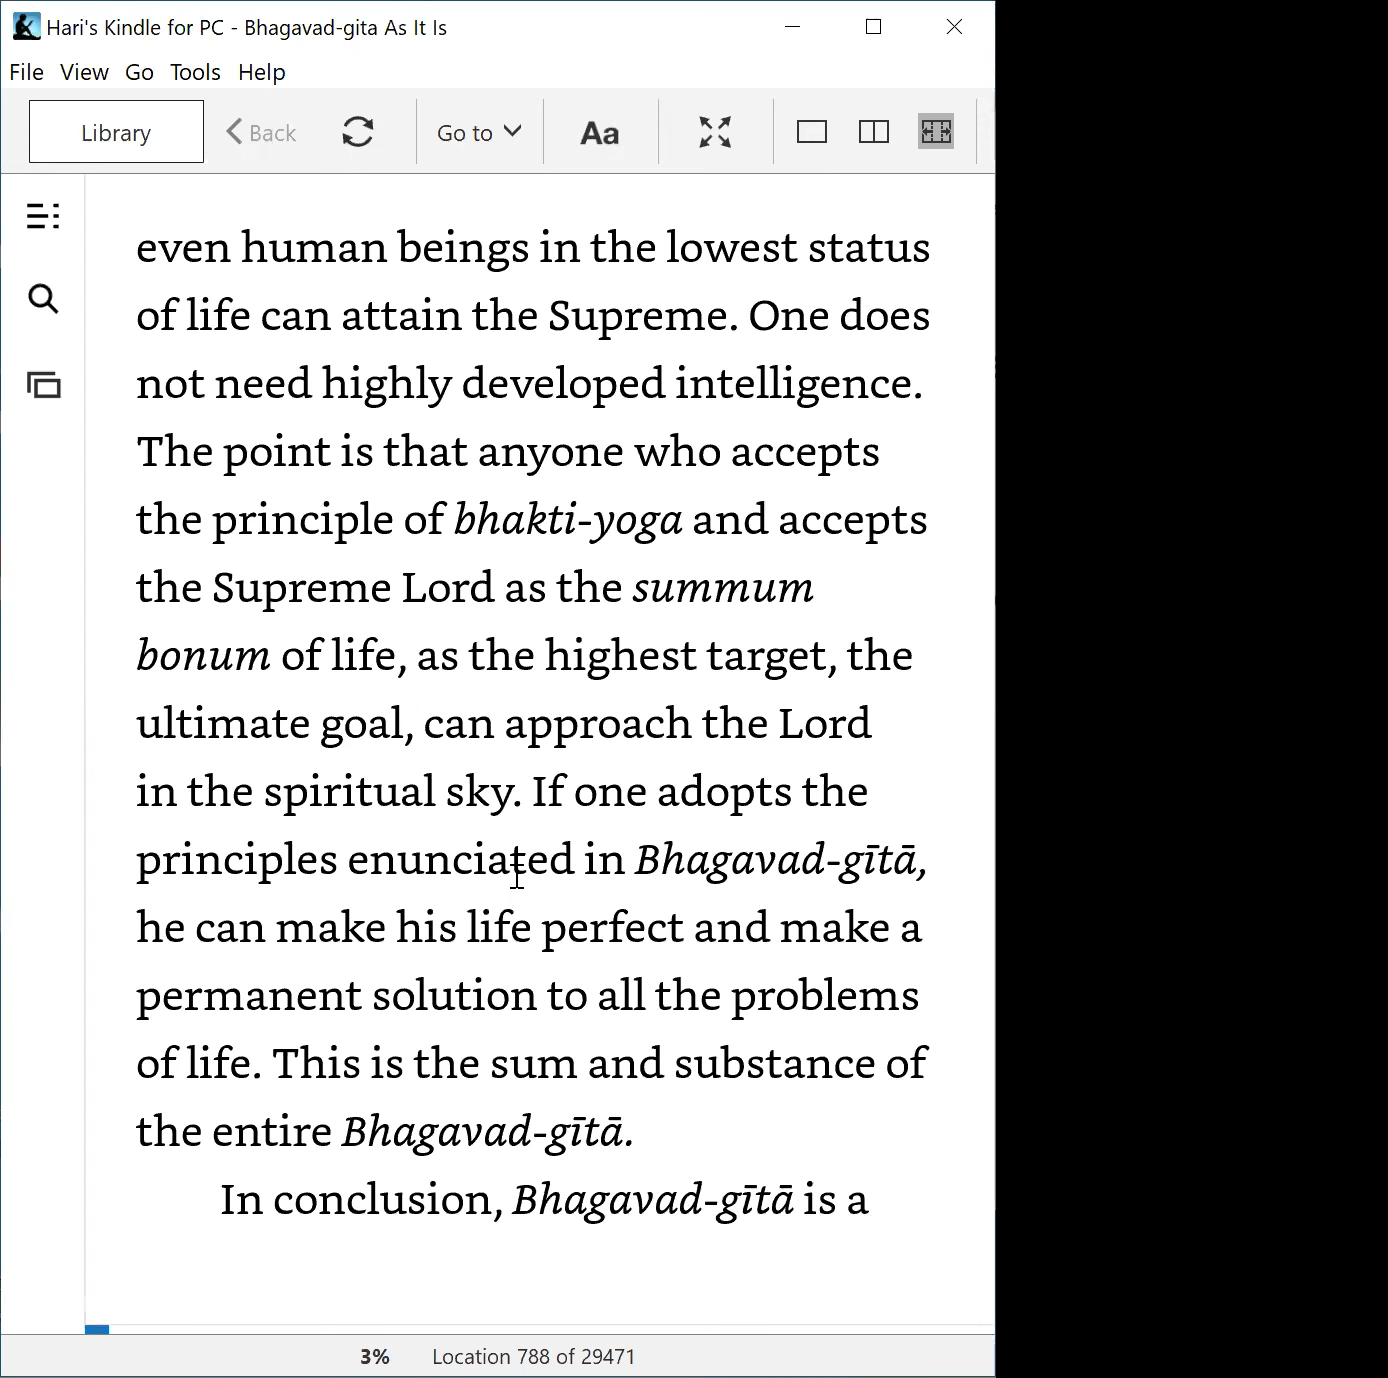 Hari's Kindle for PC - Bhagavad-gita As It Is
File View Go Tools Help
Library Back Go to Aa
even human beings in the lowest status
of life can attain the Supreme. One does
not need highly developed intelligence.
The point is that anyone who accepts
the principle of bhakti-yoga and accepts
the Supreme Lord as the summum
bonum of life, as the highest target, the
ultimate goal, can approach the Lord
in the spiritual sky. If one adopts the
principles enunciated in Bhagavad-gītā,
he can make his life perfect and make a
permanent solution to all the problems
of life. This is the sum and substance of
the entire Bhagavad-gītā.
In conclusion, Bhagavad-gītā is a
3% Location 788 of 29471